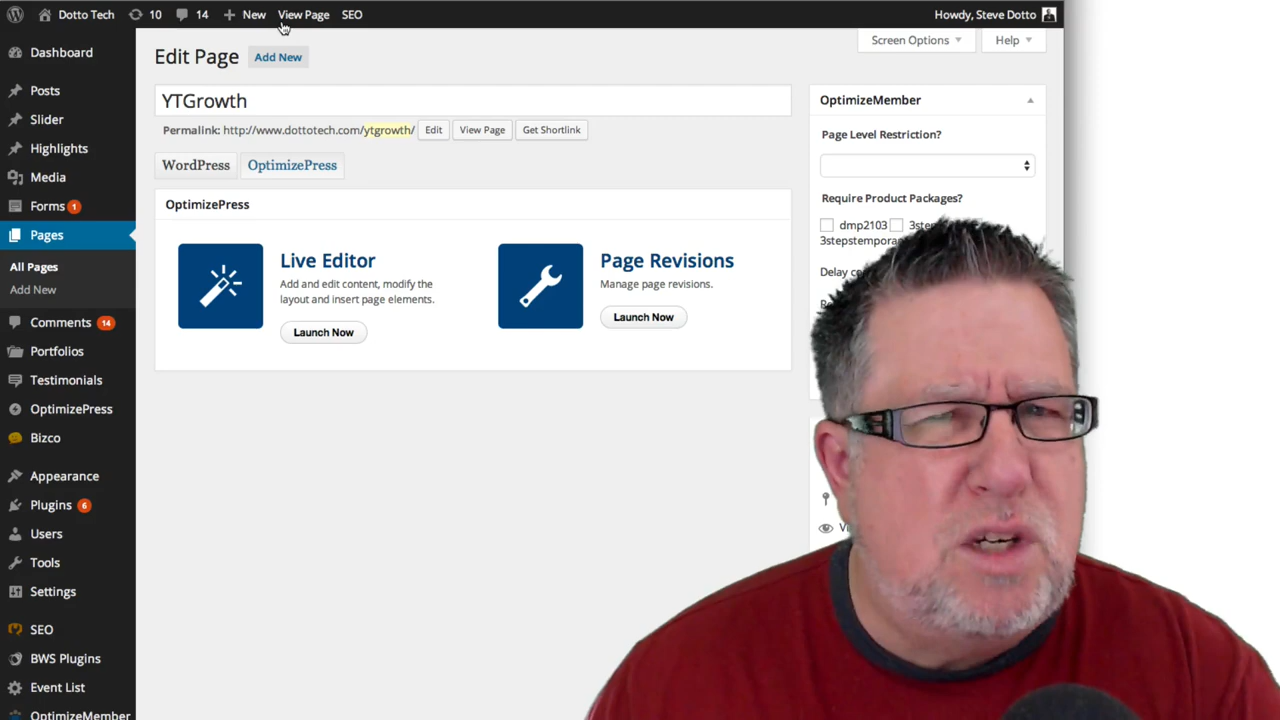 Dotto Tech 10 14 New View Page SEO Howdy, Steve Dotto
Screen Options Help
Edit Page Add New
Dashboard
Posts
Slider
Highlights
Media
Forms 1
Pages
All Pages
Add New
Comments 14
Portfolios
Testimonials
OptimizePress
Bizco
Appearance
Plugins 6
Users
Tools
Settings
SEO
BWS Plugins
Event List
OptimizeMember
YTGrowth
Permalink: http://www.dottotech.com/ytgrowth/ Edit View Page Get Shortlink
WordPress OptimizePress
OptimizePress
Live Editor
Add and edit content, modify the
layout and insert page elements.
Launch Now
Page Revisions
Manage page revisions.
Launch Now
OptimizeMember
Page Level Restriction?
Require Product Packages?
dmp2103
Delay